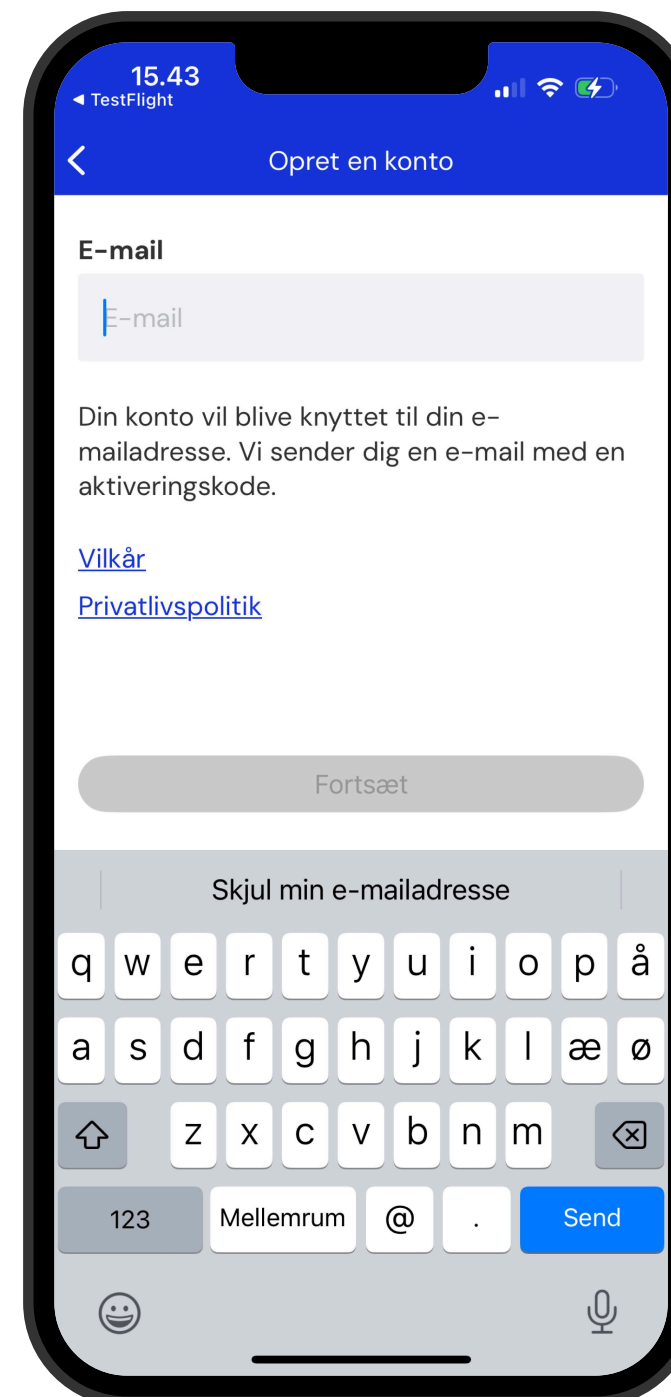 15.43
◀ TestFlight
Opret en konto
E-mail
E-mail
Din konto vil blive knyttet til din e-
mailadresse. Vi sender dig en e-mail med en
aktiveringskode.
Vilkår
Privatlivspolitik
Fortsæt
Skjul min e-mailadresse
q w e r t y u i o p å
a s d f g h j k l æ ø
z x c v b n m
123 Mellemrum @ . Send